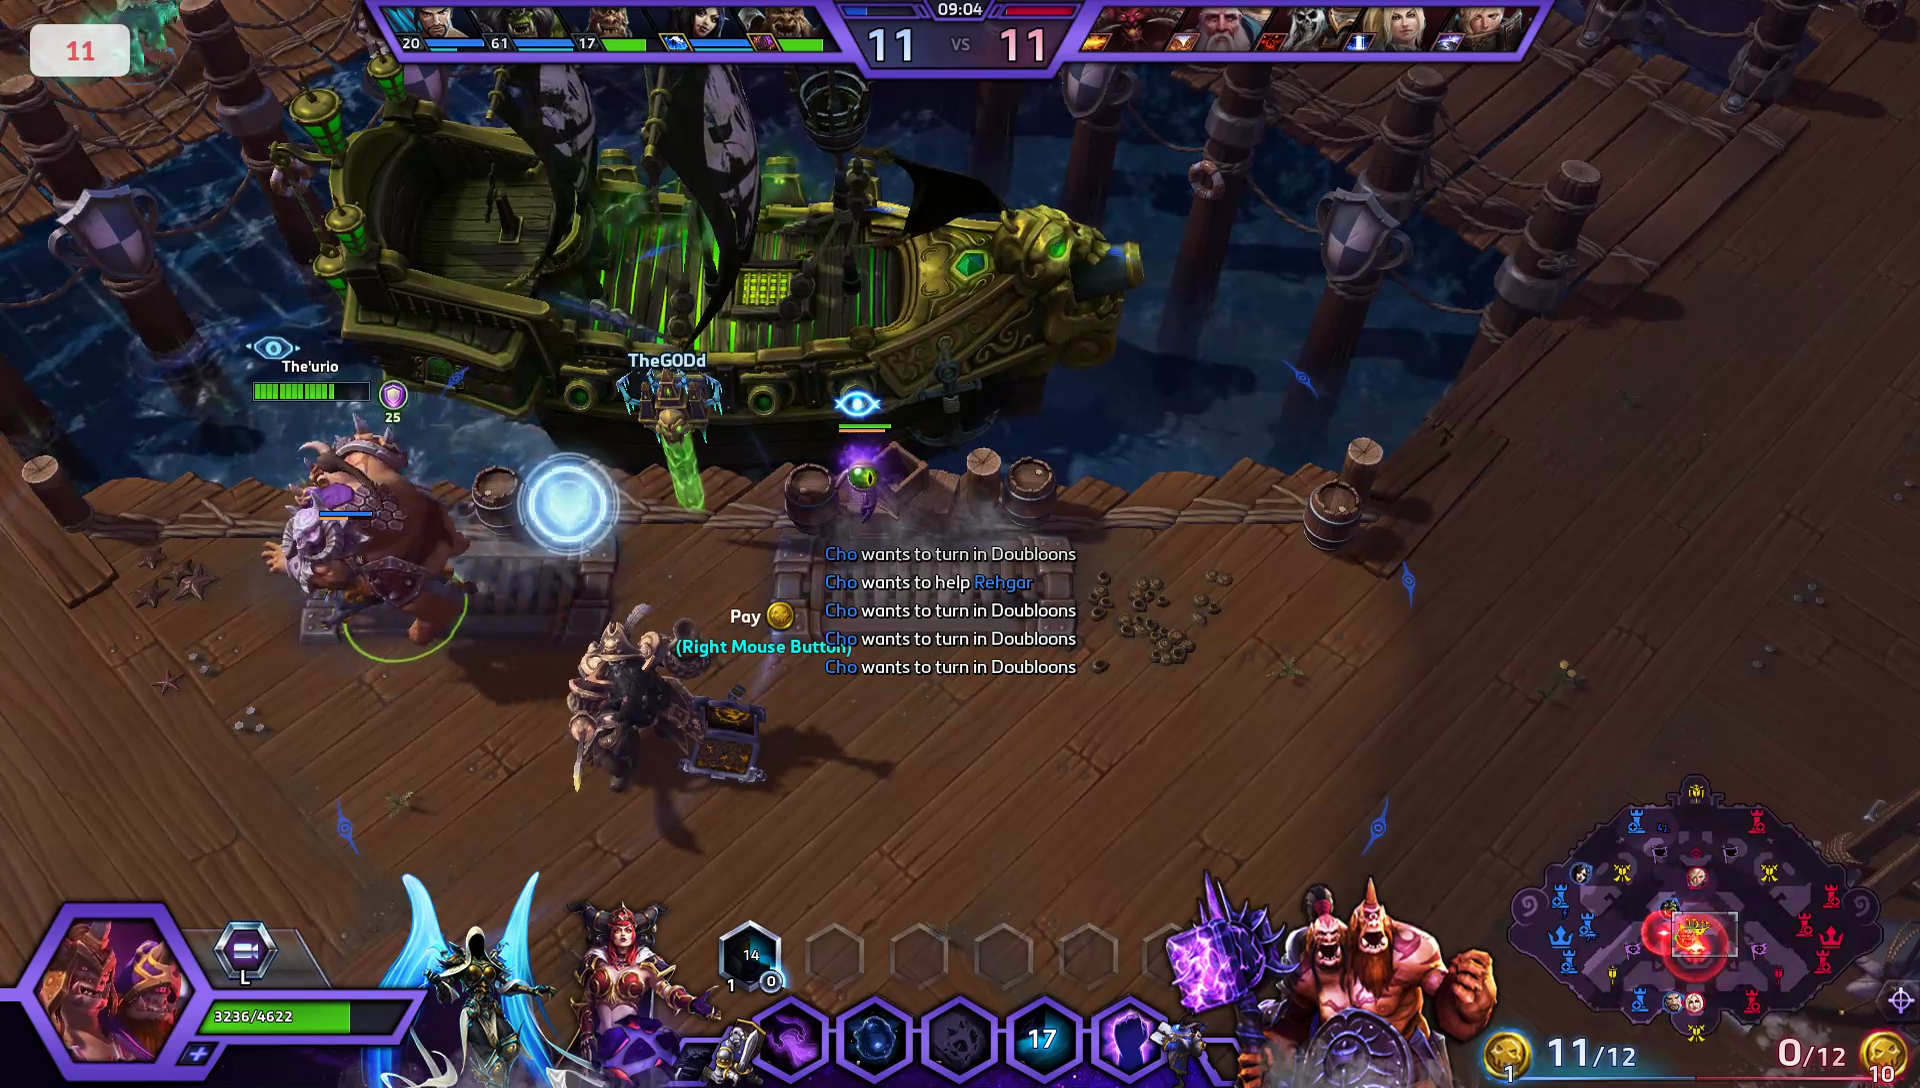 11
20
61
17
09:04
11 VS 11
The'urio
25
TheGODd
Cho wants to turn in Doubloons
Cho wants to help Rehgar
Cho wants to turn in Doubloons
Cho wants to turn in Doubloons
Cho wants to turn in Doubloons
Pay
(Right Mouse Button)
L
3236/4622
14
1
0
17
11/12
1
0/12
10